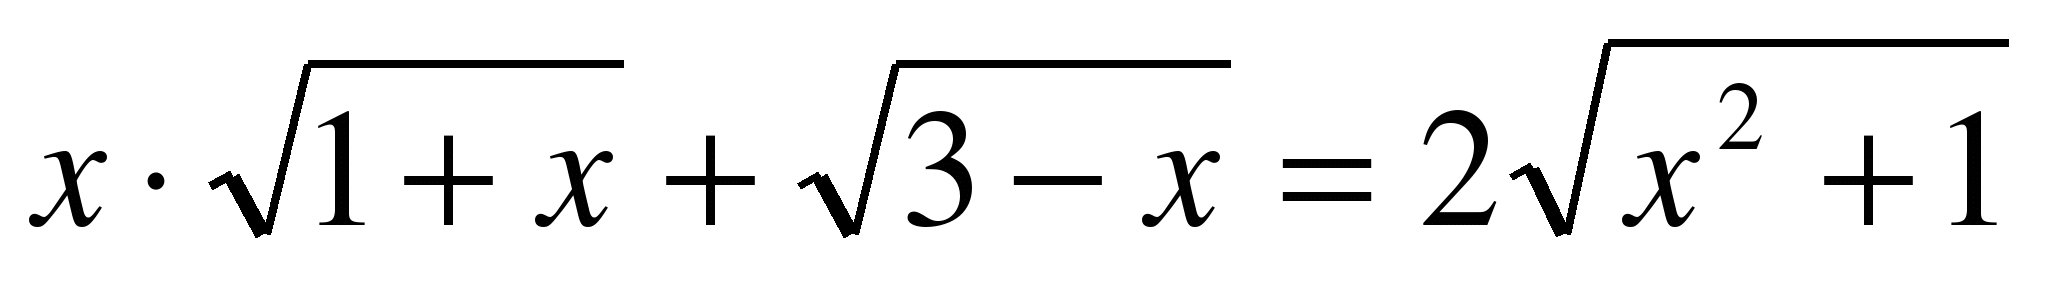 x · √(1 + x) + √(3 − x) = 2√(x² + 1)